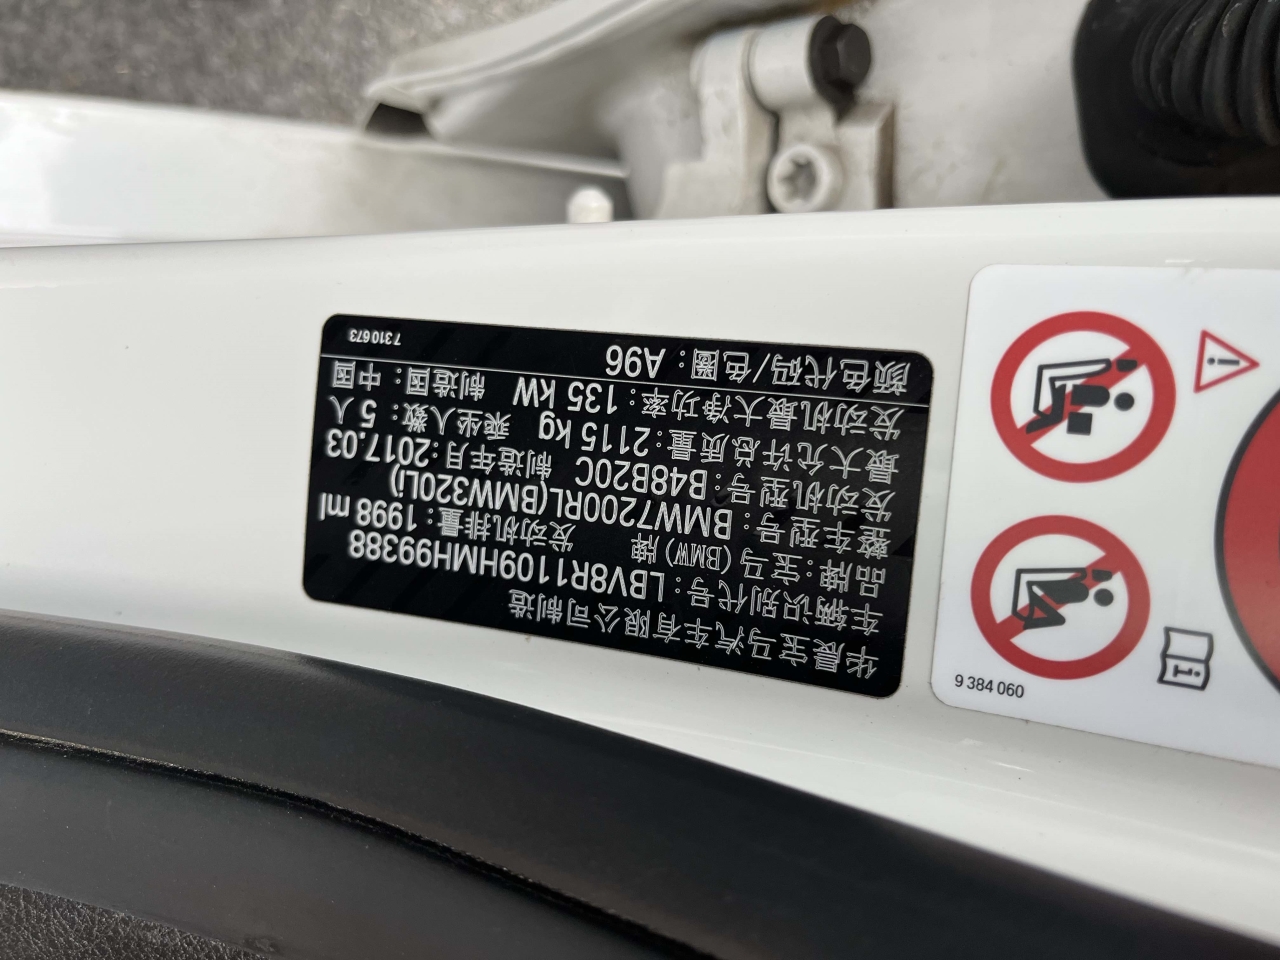 华晨宝马汽车有限公司制造
车辆识别代号：LBV8R1109HMH99388
品牌：宝马（BMW）牌 发动机排量：1998 ml
整车型号：BMW7200RL(BMW320Li)
发动机型号：B48B20C 制造年月：2017.03
最大允许总质量：2115 kg 乘坐人数：5 人
发动机最大净功率：135 kW 制造国：中国
颜色代码/色圈：A96
7 310 673
9 384 060